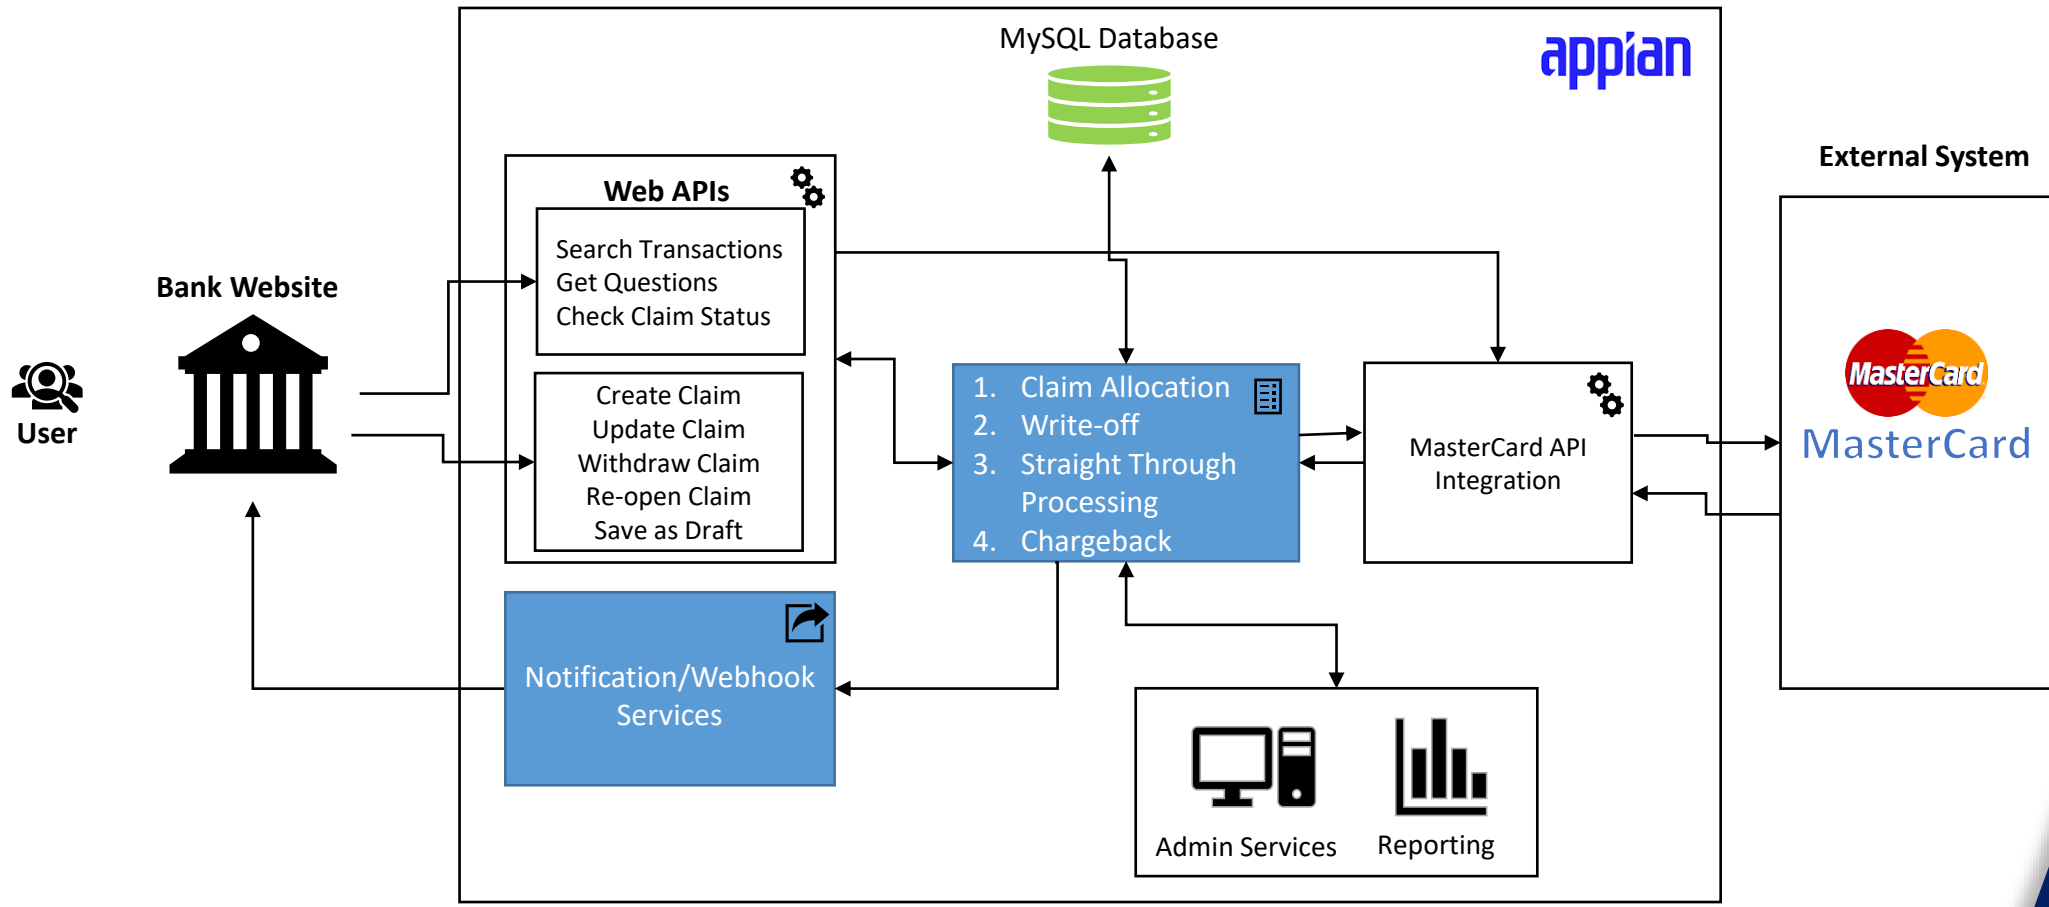 MySQL Database
appian
External System
Web APIs
Search Transactions
Get Questions
Check Claim Status
Bank Website
User
Create Claim
Update Claim
Withdraw Claim
Re-open Claim
Save as Draft
1. Claim Allocation
2. Write-off
3. Straight Through
Processing
4. Chargeback
MasterCard API
Integration
MasterCard
MasterCard
Notification/Webhook
Services
Admin Services
Reporting